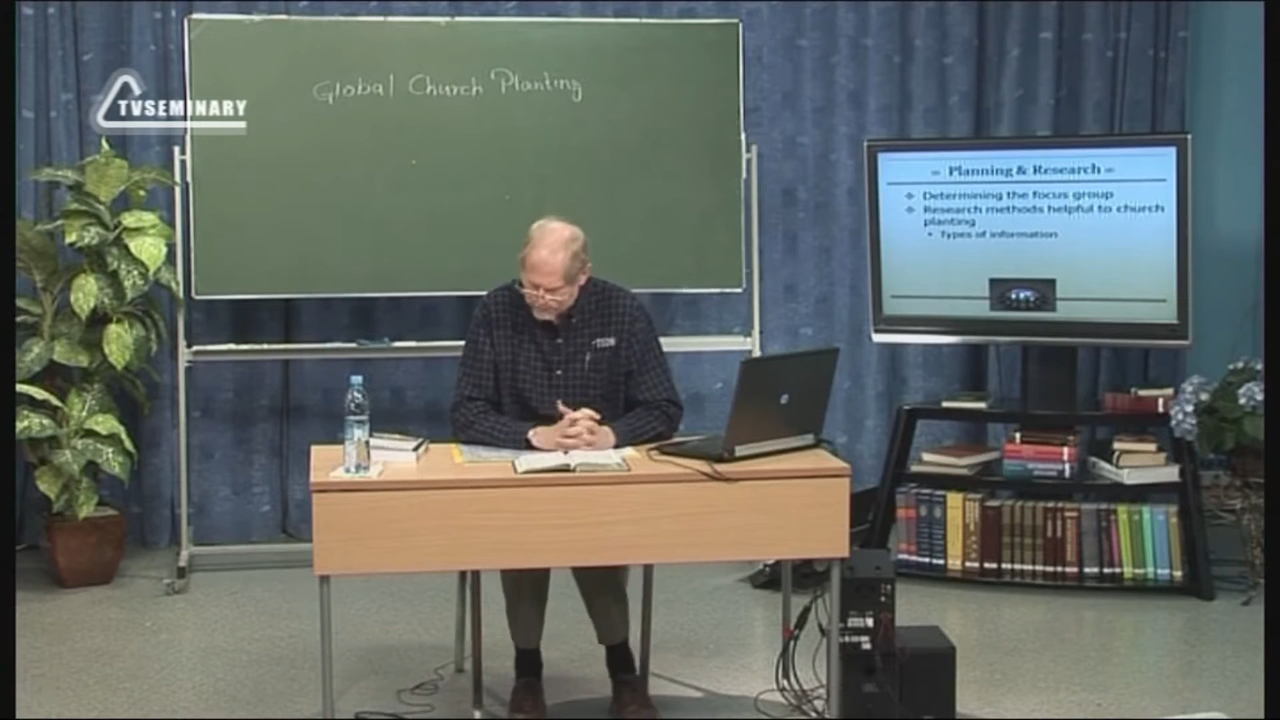 Global Church Planting
TVSEMINARY
Planning & Research
Determining the focus group
Research methods helpful to church
planting
Types of information